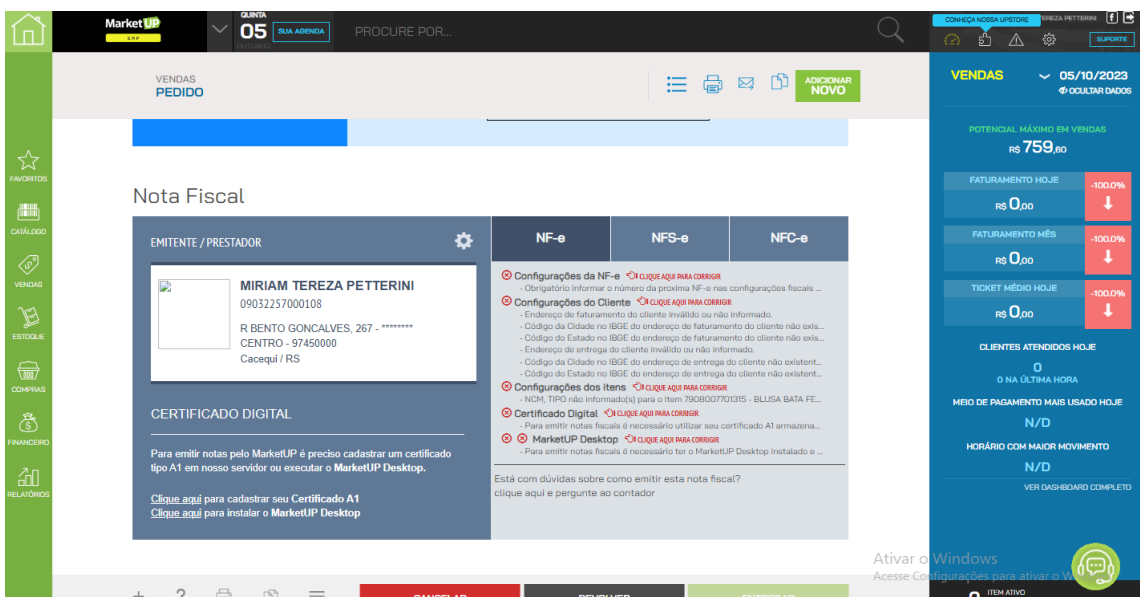 MarketUP
ERP
QUINTA
05
OUTUBRO
SUA AGENDA
PROCURE POR...
CONHEÇA NOSSA UPSTORE
TEREZA PETTERINI
SUPORTE
VENDAS
PEDIDO
ADICIONAR
NOVO
FAVORITOS
CATÁLOGO
VENDAS
ESTOQUE
COMPRAS
FINANCEIRO
RELATÓRIOS
Nota Fiscal
EMITENTE / PRESTADOR
MIRIAM TEREZA PETTERINI
09032257000108
R BENTO GONCALVES, 267 - ********
CENTRO - 97450000
Cacequi / RS
CERTIFICADO DIGITAL
Para emitir notas pelo MarketUP é preciso cadastrar um certificado
tipo A1 em nosso servidor ou executar o MarketUP Desktop.
Clique aqui para cadastrar seu Certificado A1
Clique aqui para instalar o MarketUP Desktop
NF-e NFS-e NFC-e
Configurações da NF-e CLIQUE AQUI PARA CORRIGIR
- Obrigatório informar o número da proxima NF-e nas configurações fiscais ...
Configurações do Cliente CLIQUE AQUI PARA CORRIGIR
- Endereço de faturamento do cliente inválido ou não informado.
- Código da Cidade no IBGE do endereço de faturamento do cliente não exis...
- Código do Estado no IBGE do endereço de faturamento do cliente não exis...
- Endereço de entrega do cliente inválido ou não informado.
- Código da Cidade no IBGE do endereço de entrega do cliente não existent...
- Código do Estado no IBGE do endereço de entrega do cliente não existent...
Configurações dos itens CLIQUE AQUI PARA CORRIGIR
- NCM, TIPO não informado(s) para o item 7908007701315 - BLUSA BATA FE...
Certificado Digital CLIQUE AQUI PARA CORRIGIR
- Para emitir notas fiscais é necessário utilizar seu certificado A1 armazena...
MarketUP Desktop CLIQUE AQUI PARA CORRIGIR
- Para emitir notas fiscais é necessário ter o MarketUP Desktop instalado e ...
Está com dúvidas sobre como emitir esta nota fiscal?
clique aqui e pergunte ao contador
CANCELAR DEVOLVER ENTREGAR
VENDAS 05/10/2023
OCULTAR DADOS
POTENCIAL MÁXIMO EM VENDAS
R$ 759,60
FATURAMENTO HOJE
-100.0%
R$ 0,00
FATURAMENTO MÊS
-100.0%
R$ 0,00
TICKET MÉDIO HOJE
-100.0%
R$ 0,00
CLIENTES ATENDIDOS HOJE
0
0 NA ÚLTIMA HORA
MEIO DE PAGAMENTO MAIS USADO HOJE
N/D
HORÁRIO COM MAIOR MOVIMENTO
N/D
VER DASHBOARD COMPLETO
Ativar o Windows
Acesse Configurações para ativar o W
ITEM ATIVO